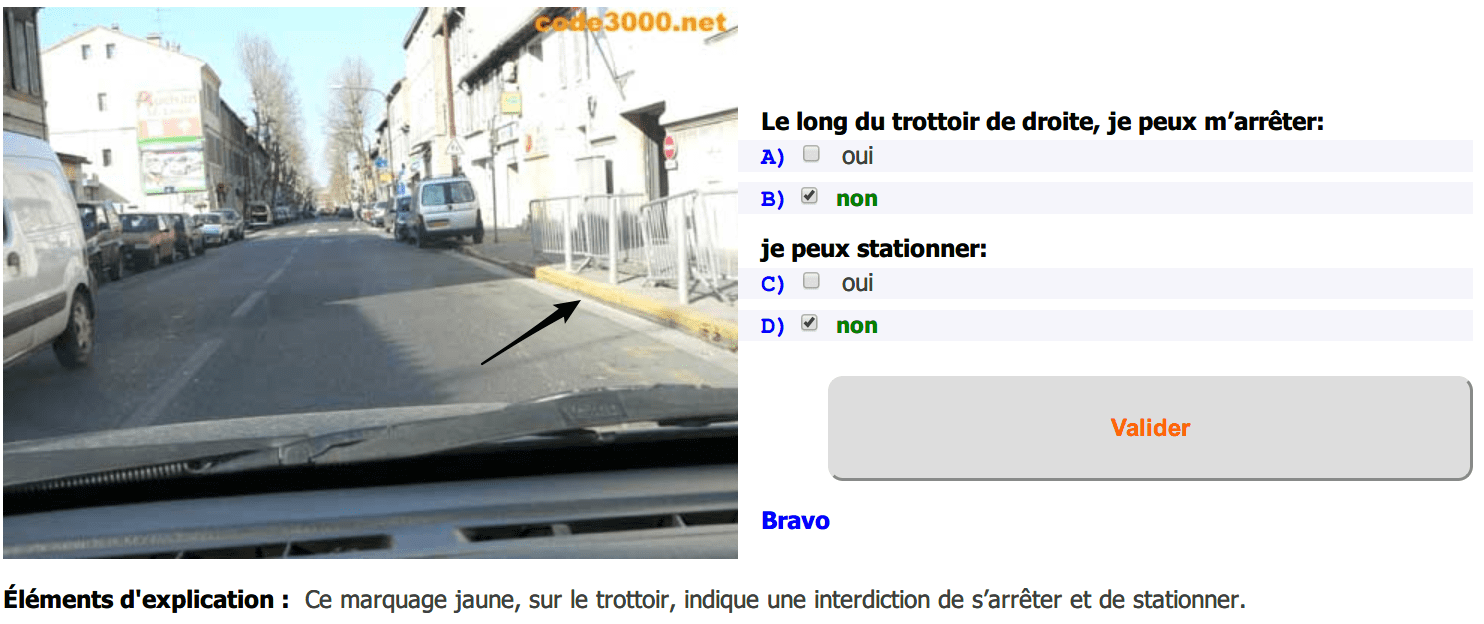 code3000.net
Auchan
Le long du trottoir de droite, je peux m’arrêter:
A) oui
B) non
je peux stationner:
C) oui
D) non
Valider
Bravo
Éléments d'explication : Ce marquage jaune, sur le trottoir, indique une interdiction de s’arrêter et de stationner.